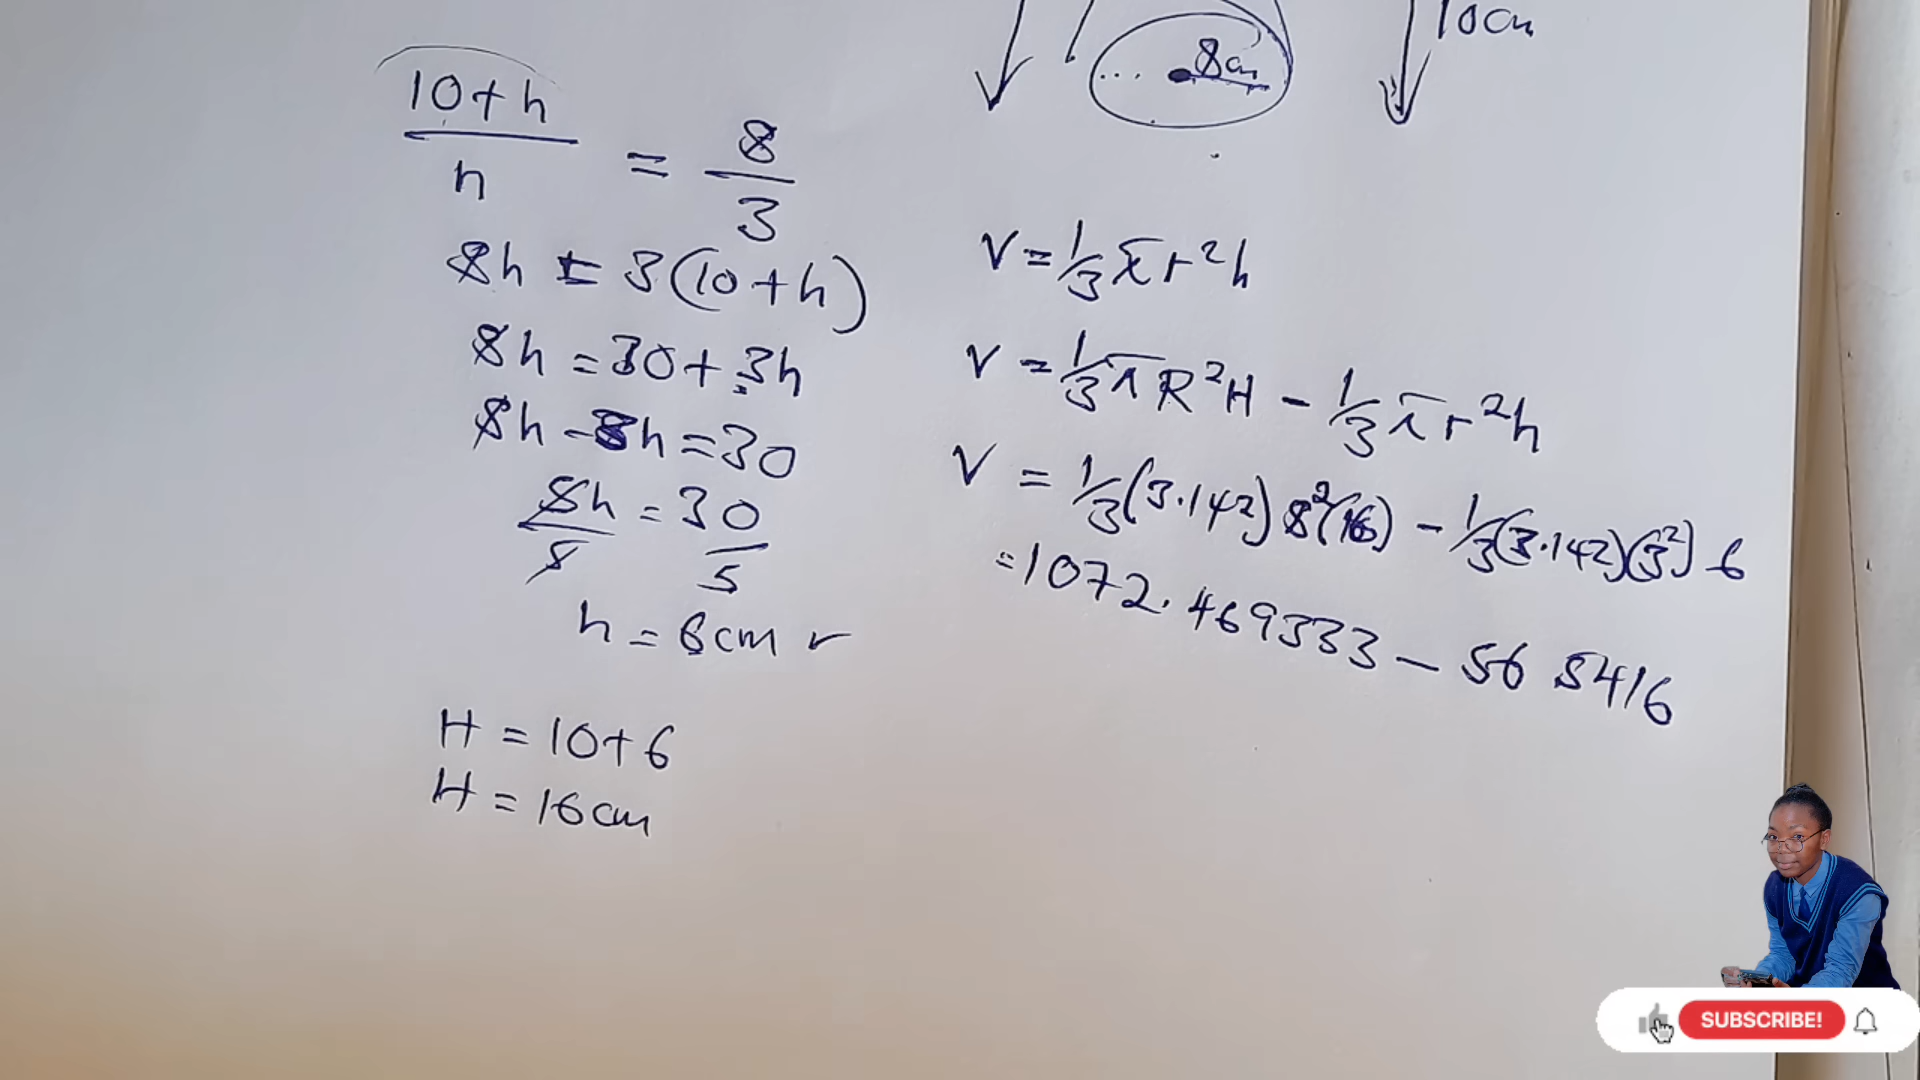 10+h
h
=
8
3
8h = 3(10+h)
8h = 30 + 3h
8h - 3h = 30
5h = 30
5
5
h = 6cm
H = 10+6
H = 16cm
8cm
10cm
V = 1/3 πr²h
V = 1/3 πR²H - 1/3 πr²h
V = 1/3(3.142) 8²(16) - 1/3(3.142)(3²) 6
= 1072.469333 - 56 5416
SUBSCRIBE!